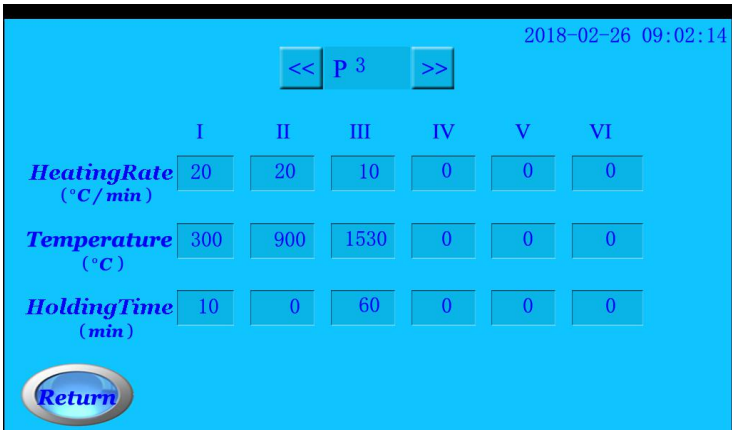 2018-02-26 09:02:14
<< P 3 >>
I II III IV V VI
HeatingRate 20 20 10 0 0 0
(°C/min)
Temperature 300 900 1530 0 0 0
(°C)
HoldingTime 10 0 60 0 0 0
(min)
Return